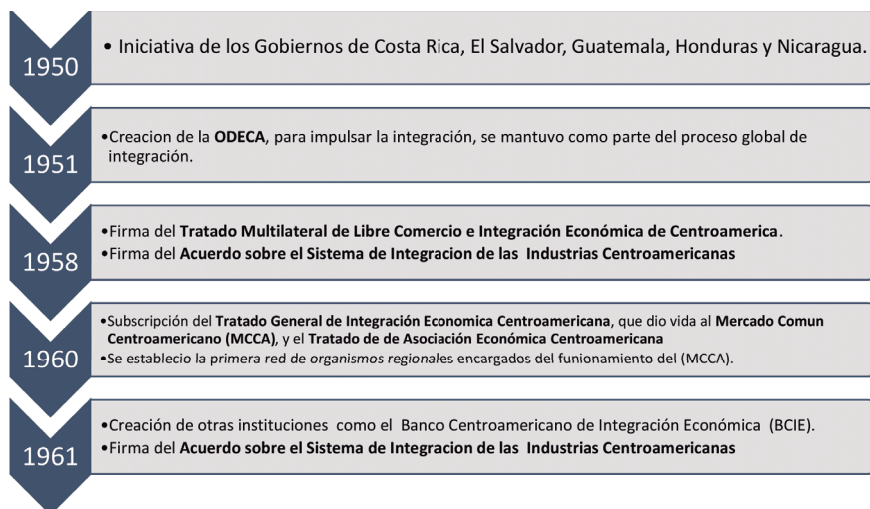 1950
• Iniciativa de los Gobiernos de Costa Rica, El Salvador, Guatemala, Honduras y Nicaragua.
1951
•Creacion de la ODECA, para impulsar la integración, se mantuvo como parte del proceso global de
integración.
1958
•Firma del Tratado Multilateral de Libre Comercio e Integración Económica de Centroamerica.
•Firma del Acuerdo sobre el Sistema de Integracion de las Industrias Centroamericanas
1960
•Subscripción del Tratado General de Integración Economica Centroamericana, que dio vida al Mercado Comun
Centroamericano (MCCA), y el Tratado de de Asociación Económica Centroamericana
•Se establecio la primera red de organismos regionales encargados del funionamiento del (MCCA).
1961
•Creación de otras instituciones como el Banco Centroamericano de Integración Económica (BCIE).
•Firma del Acuerdo sobre el Sistema de Integracion de las Industrias Centroamericanas